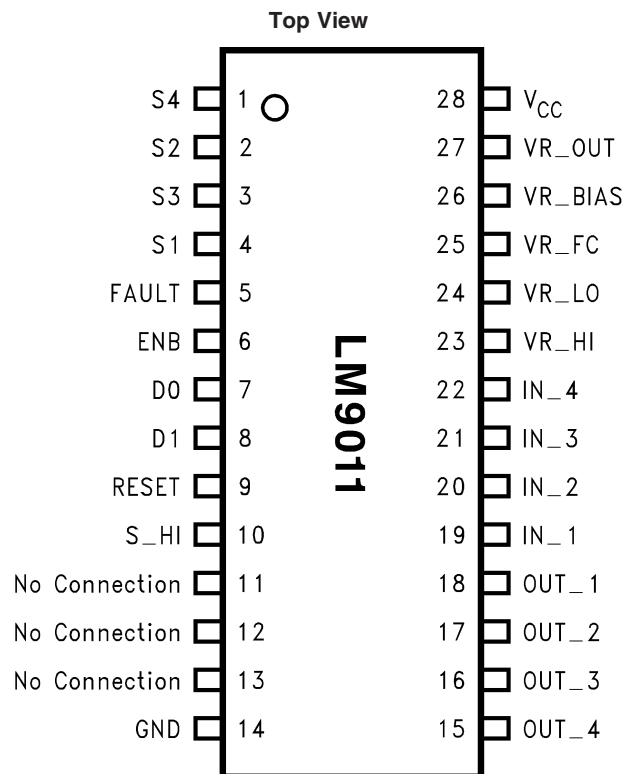 Top View
S4 1 28 VCC
S2 2 27 VR_OUT
S3 3 26 VR_BIAS
S1 4 25 VR_FC
FAULT 5 24 VR_LO
ENB 6 23 VR_HI
D0 7 22 IN_4
D1 8 21 IN_3
RESET 9 20 IN_2
S_HI 10 19 IN_1
No Connection 11 18 OUT_1
No Connection 12 17 OUT_2
No Connection 13 16 OUT_3
GND 14 15 OUT_4
LM9011